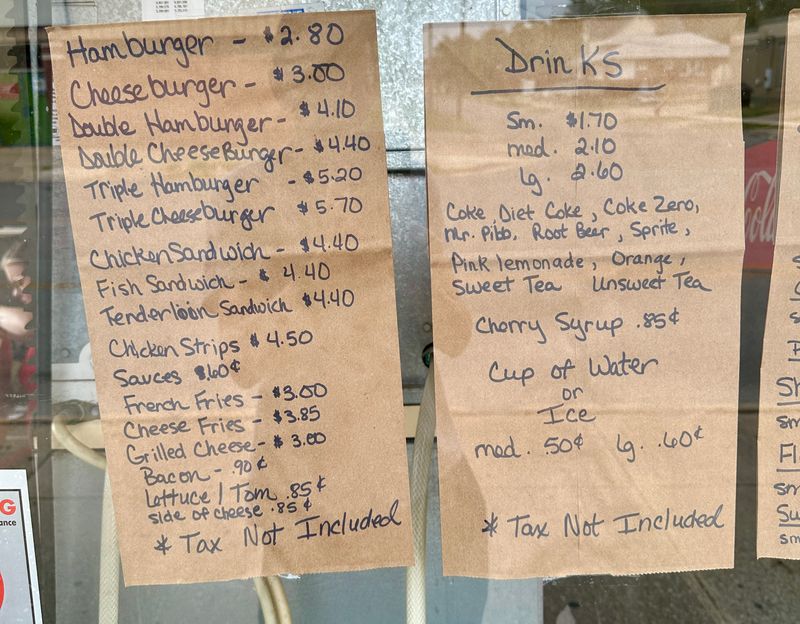 Hamburger - $2.80
Cheeseburger - $3.00
Double Hamburger - $4.10
Double CheeseBurger - $4.40
Triple Hamburger - $5.20
Triple Cheeseburger $5.70
Chicken Sandwich - $4.40
Fish Sandwich - $4.40
Tenderloin Sandwich $4.40
Chicken Strips $4.50
Sauces .60¢
French Fries - $3.00
Cheese Fries - $3.85
Grilled Cheese - $3.00
Bacon - .90¢
Lettuce / Tom .85¢
side of cheese .85¢
* Tax Not Included
Drinks
Sm. $1.70
med. 2.10
lg. 2.60
Coke, Diet Coke, Coke Zero,
Mr. Pibb, Root Beer, Sprite,
Pink lemonade, Orange,
Sweet Tea Unsweet Tea
Cherry Syrup .85¢
Cup of Water
or
Ice
med .50¢ lg. .60¢
* Tax Not Included